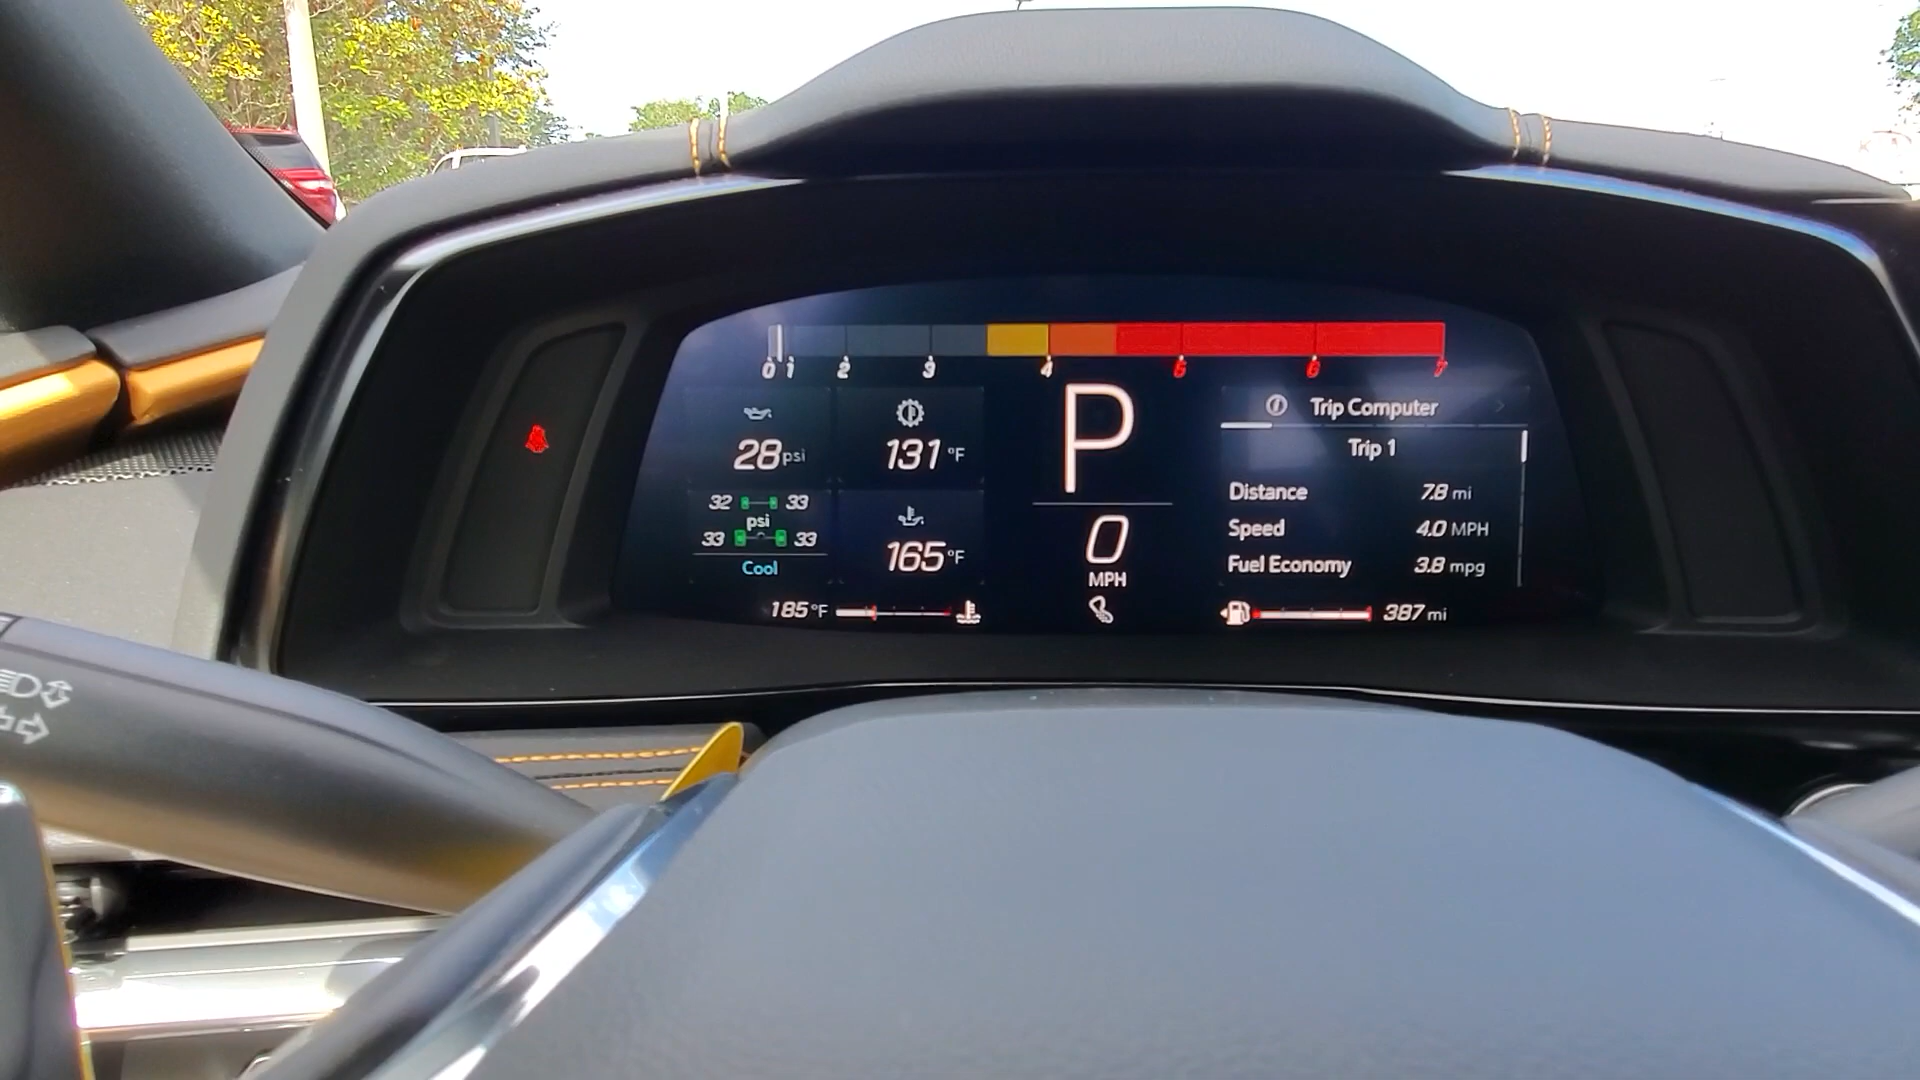 0 1 2 3 4 5 6 7
28 psi
131 °F
P
Trip Computer
Trip 1
32 33
psi
33 33
Cool
165 °F
0
MPH
Distance 7.8 mi
Speed 4.0 MPH
Fuel Economy 3.8 mpg
185 °F
387 mi